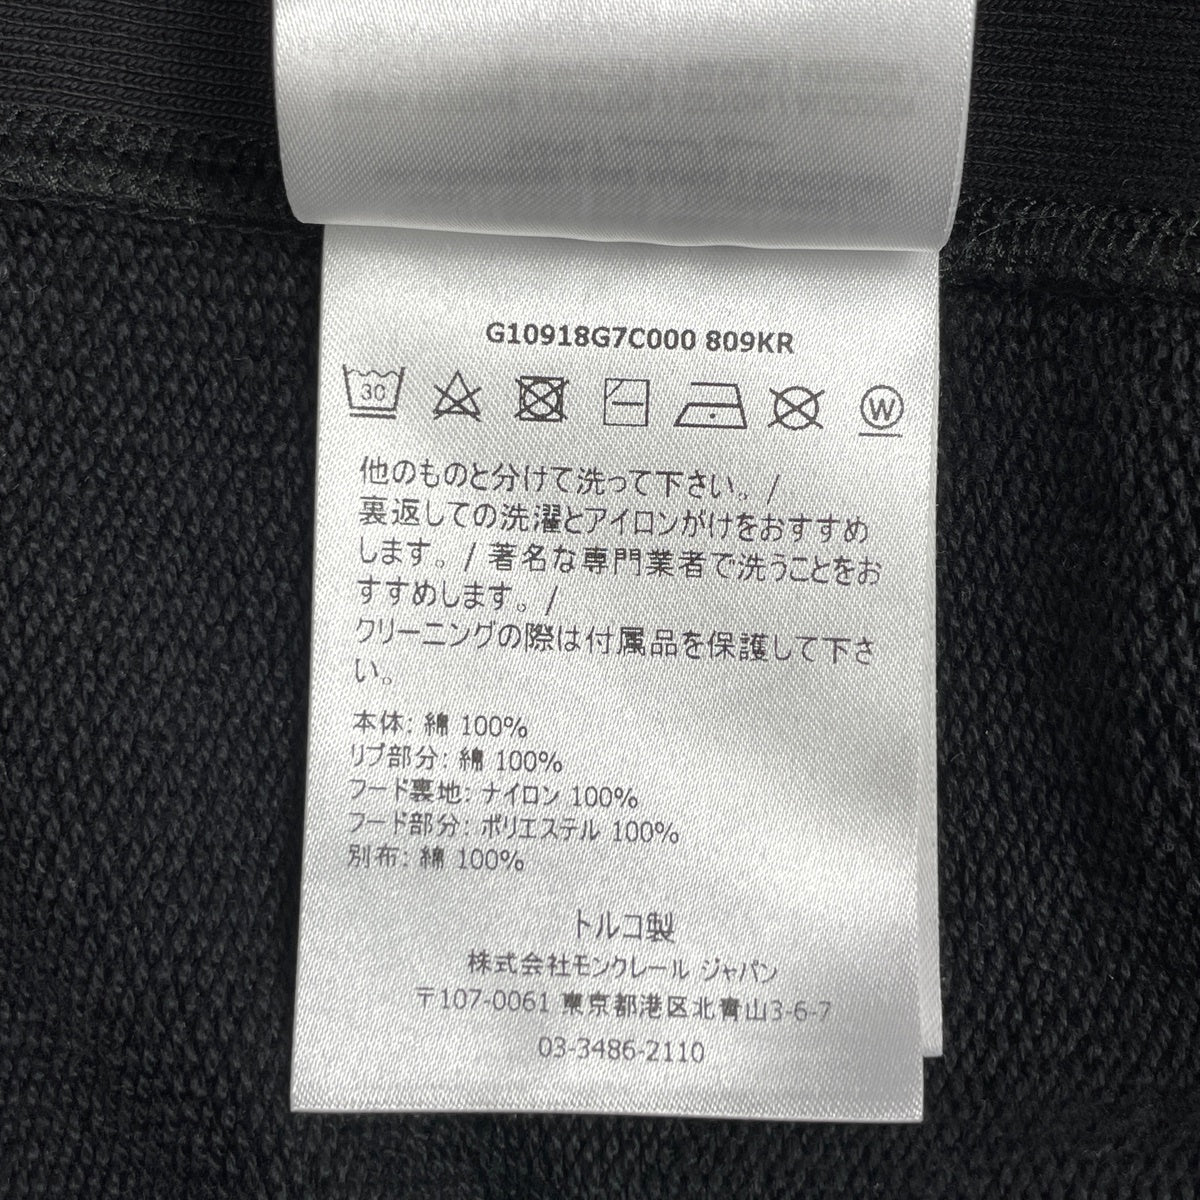 G10918G7C000 809KR
30
W
他のものと分けて洗って下さい。/
裏返しての洗濯とアイロンがけをおすすめ
します。/ 著名な専門業者で洗うことをお
すすめします。/
クリーニングの際は付属品を保護して下さ
い。
本体: 綿 100%
リブ部分: 綿 100%
フード裏地: ナイロン 100%
フード部分: ポリエステル 100%
別布: 綿 100%
トルコ製
株式会社モンクレール ジャパン
〒107-0061 東京都港区北青山3-6-7
03-3486-2110